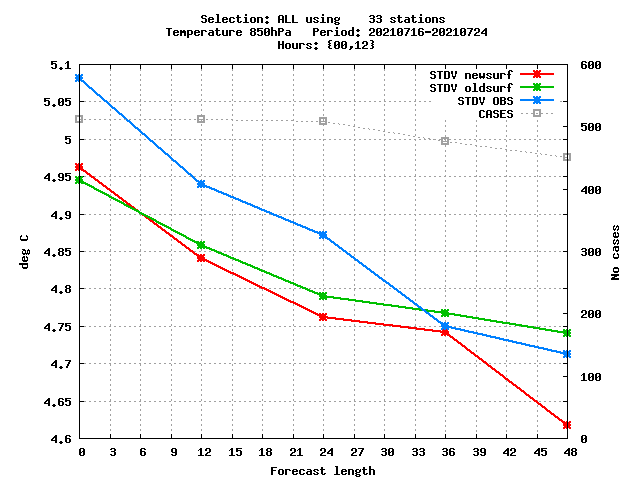 Selection: ALL using    33 stations
Temperature 850hPa   Period: 20210716-20210724
Hours: {00,12}
STDV newsurf
STDV oldsurf
STDV OBS
CASES
5.1
5.05
5
4.95
4.9
4.85
4.8
4.75
4.7
4.65
4.6
deg C
600
500
400
300
200
100
0
No cases
0 3 6 9 12 15 18 21 24 27 30 33 36 39 42 45 48
Forecast length